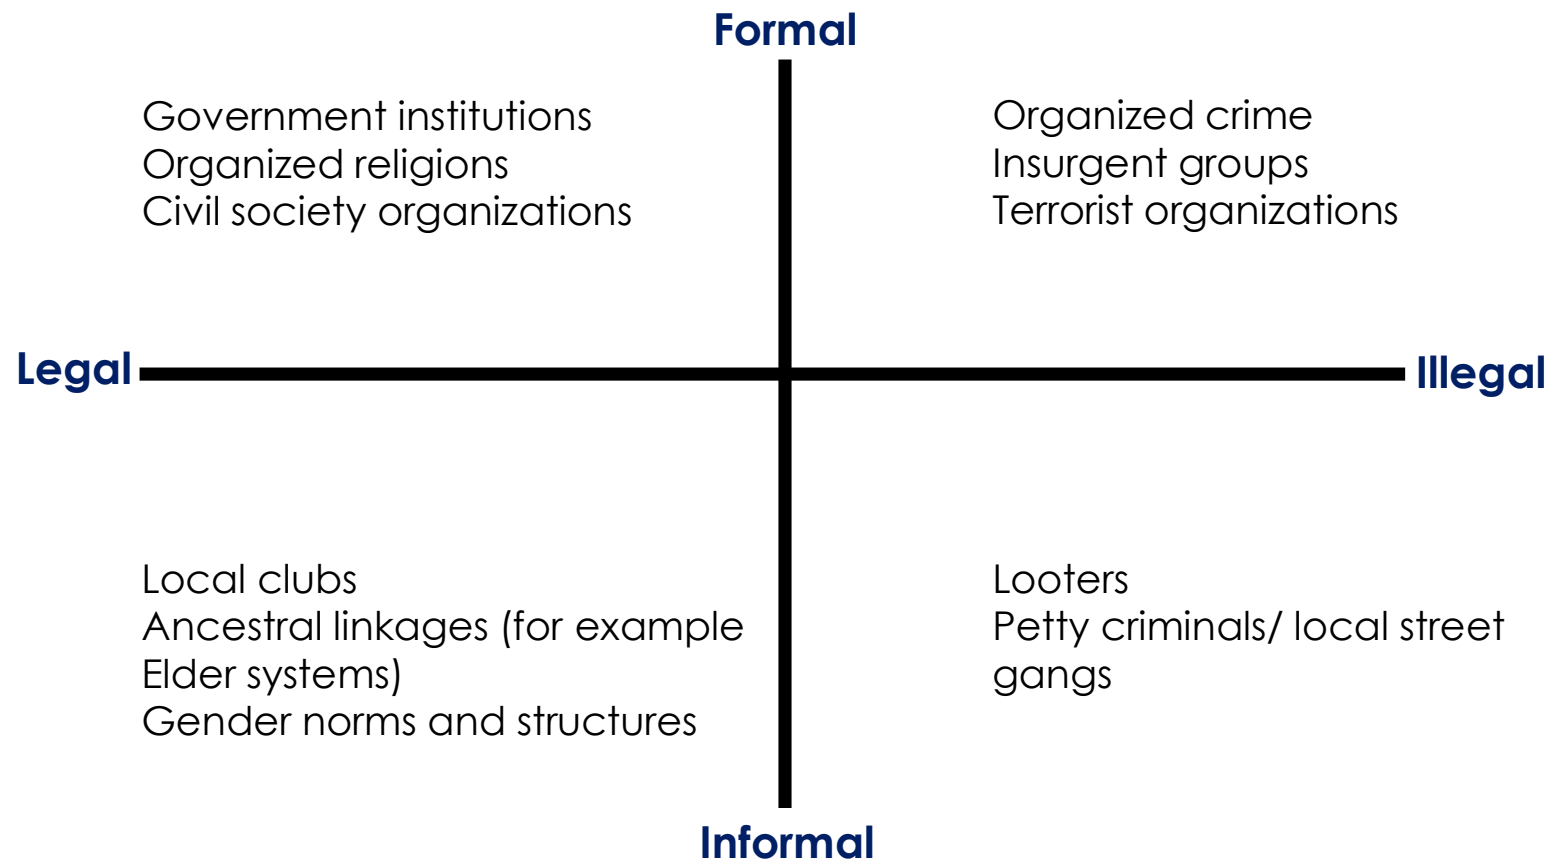 Formal
Government institutions
Organized religions
Civil society organizations
Organized crime
Insurgent groups
Terrorist organizations
Legal
Illegal
Local clubs
Ancestral linkages (for example
Elder systems)
Gender norms and structures
Looters
Petty criminals/ local street
gangs
Informal